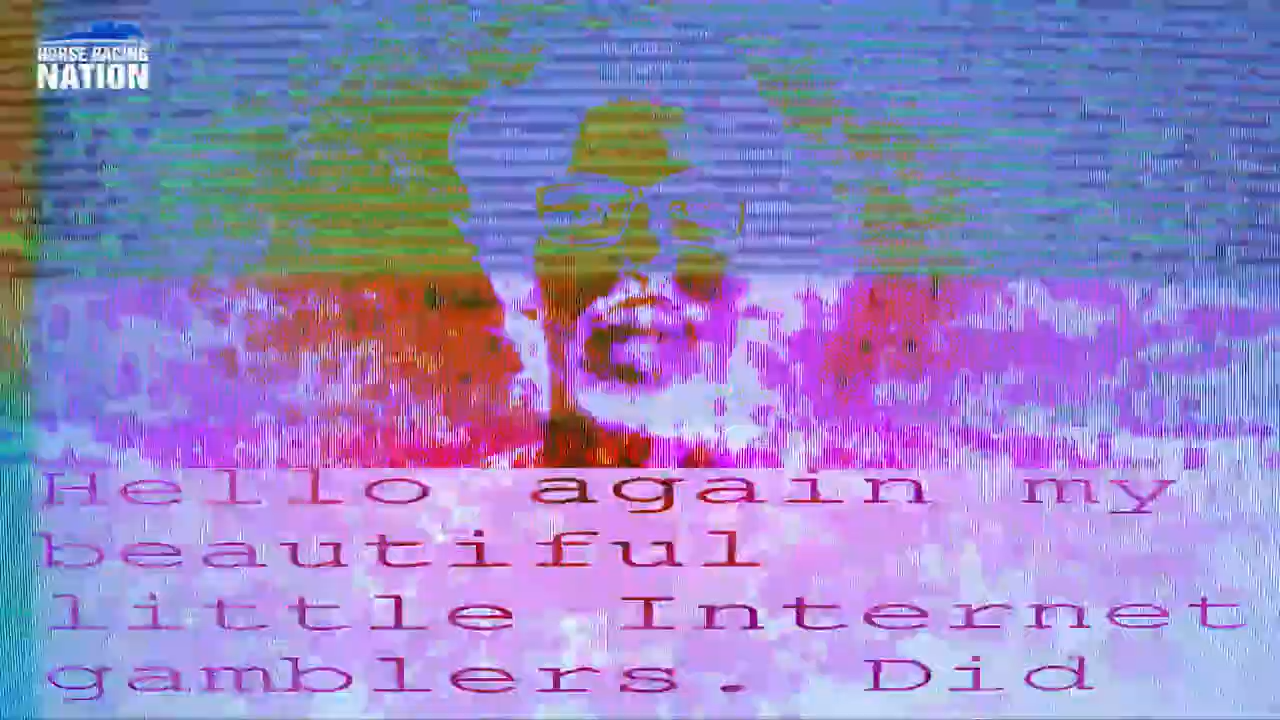 HORSE RACING
NATION
Hello again my
beautiful
little Internet
gamblers. Did